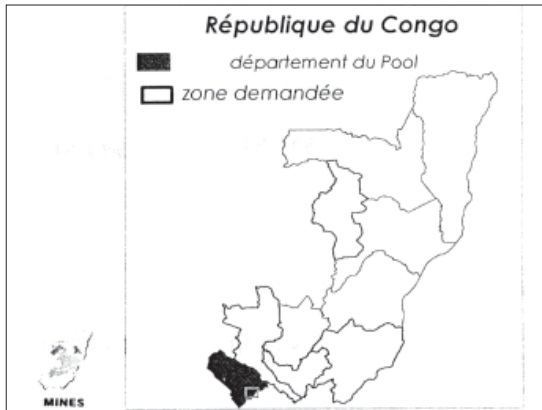 République du Congo
département du Pool
zone demandée
MINES